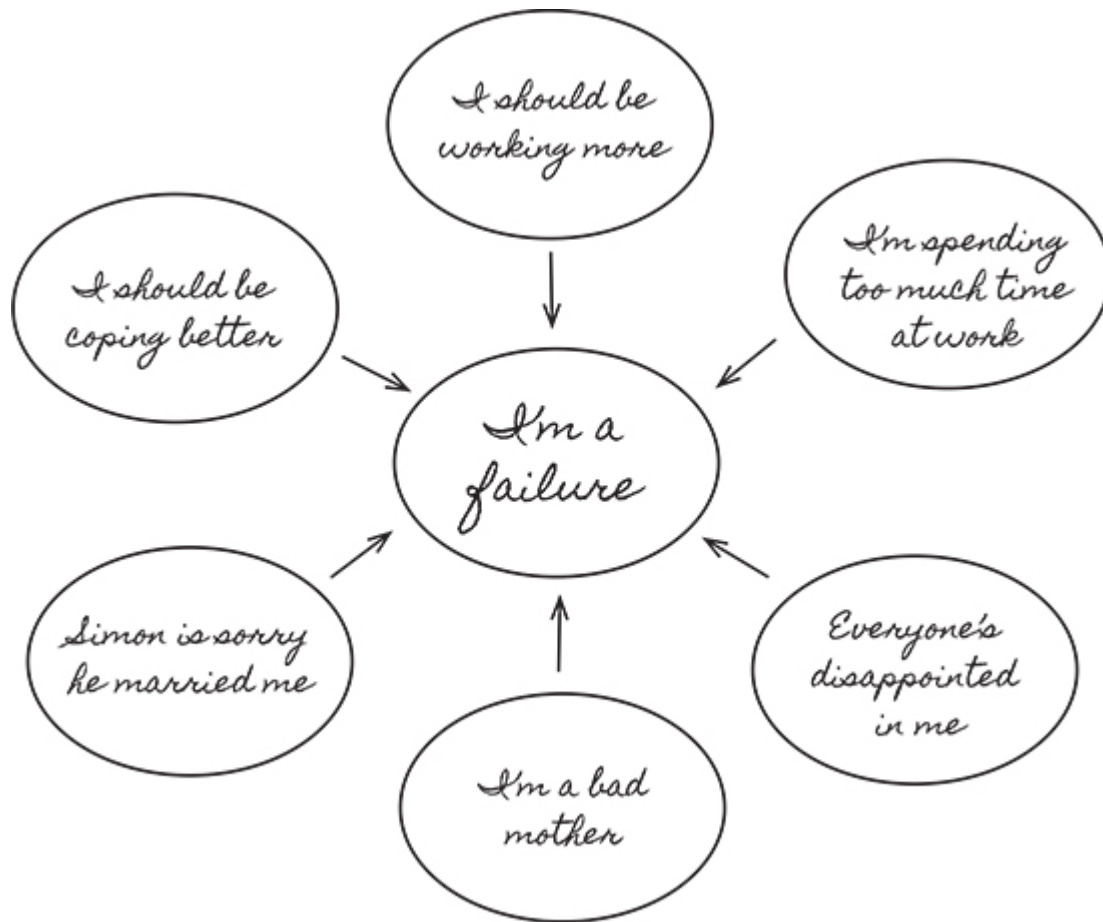 I should be
working more
I'm spending
too much time
at work
I should be
coping better
I'm a
failure
Simon is sorry
he married me
Everyone's
disappointed
in me
I'm a bad
mother